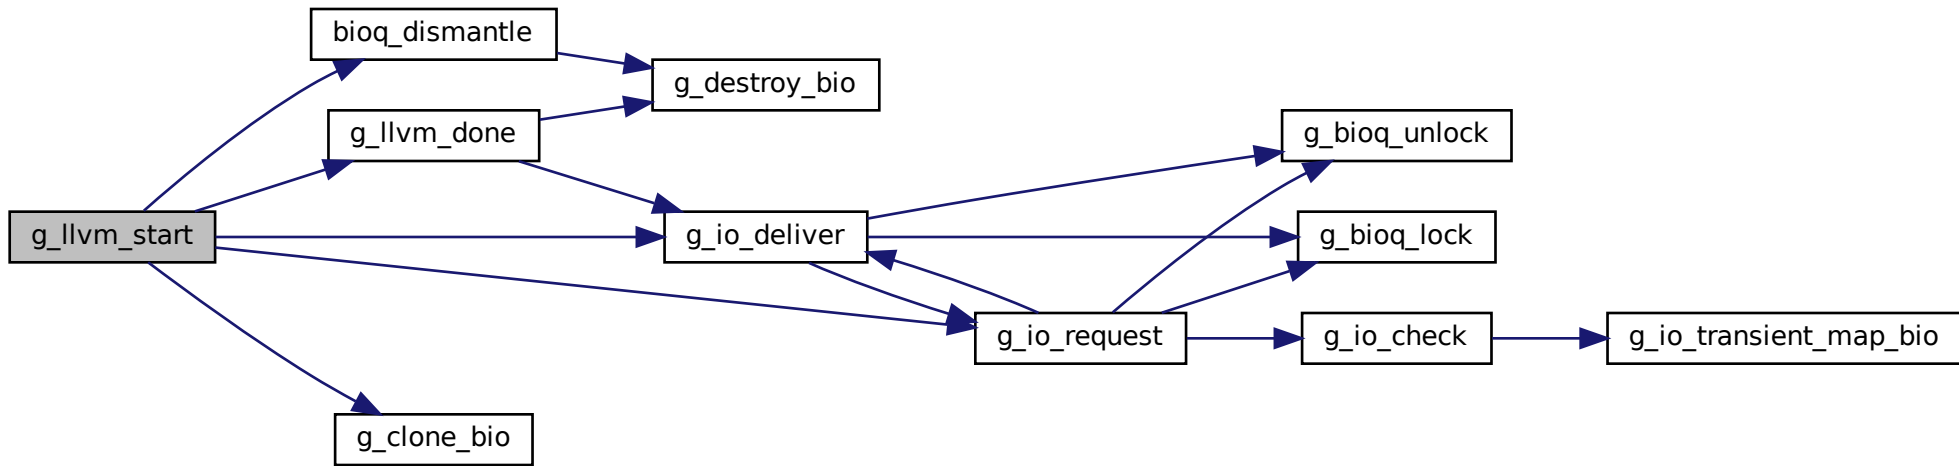 bioq_dismantle
g_destroy_bio
g_llvm_done
g_bioq_unlock
g_llvm_start
g_io_deliver
g_bioq_lock
g_io_request
g_io_check
g_io_transient_map_bio
g_clone_bio